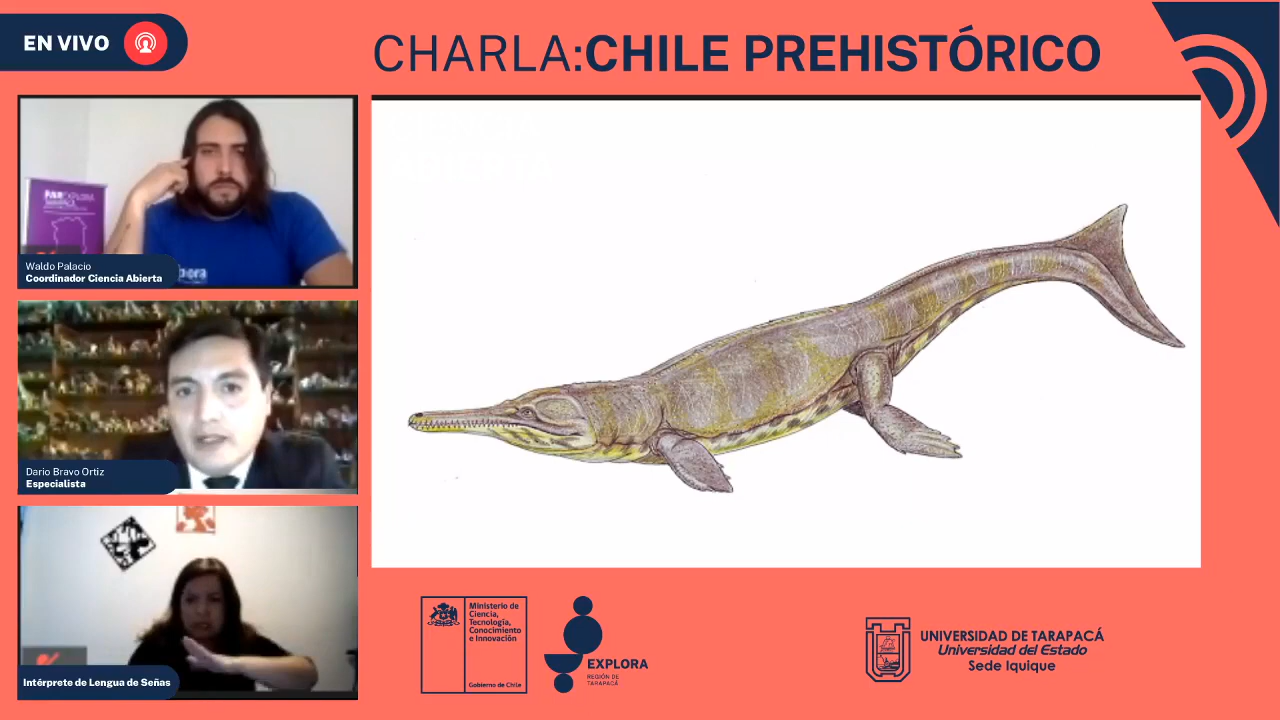 EN VIVO
CHARLA:CHILE PREHISTÓRICO
Waldo Palacio
Coordinador Ciencia Abierta
Dario Bravo Ortiz
Especialista
Intérprete de Lengua de Señas
Ministerio de
Ciencia,
Tecnología,
Conocimiento
e Innovación
Gobierno de Chile
EXPLORA
REGIÓN DE
TARAPACÁ
UNIVERSIDAD DE TARAPACÁ
Universidad del Estado
Sede Iquique